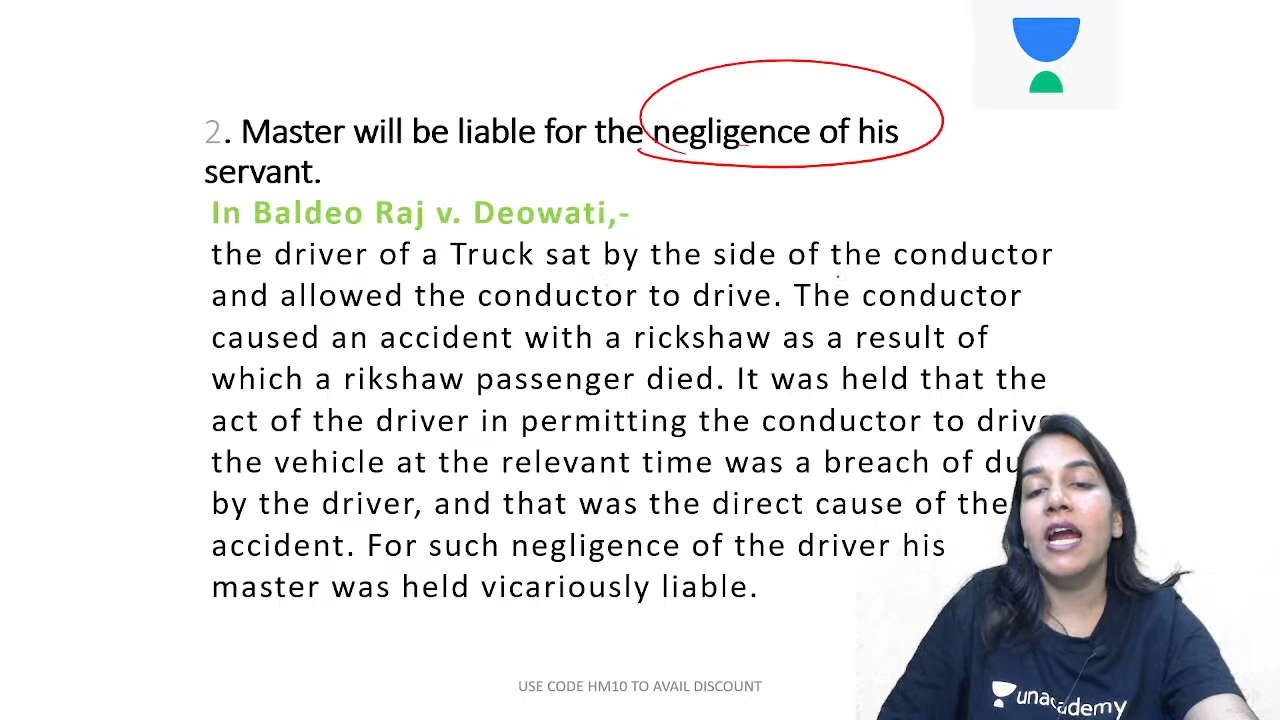 2. Master will be liable for the negligence of his
servant.
In Baldeo Raj v. Deowati,-
the driver of a Truck sat by the side of the conductor
and allowed the conductor to drive. The conductor
caused an accident with a rickshaw as a result of
which a rikshaw passenger died. It was held that the
act of the driver in permitting the conductor to drive
the vehicle at the relevant time was a breach of
by the driver, and that was the direct cause of the
accident. For such negligence of the driver his
master was held vicariously liable.
unacademy
USE CODE HM10 TO AVAIL DISCOUNT